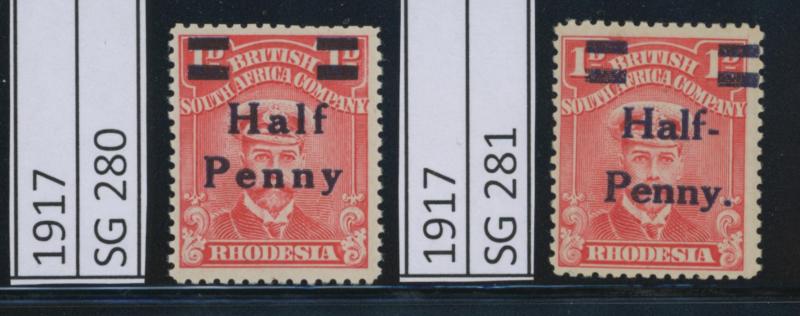 1917
SG 280
1D 1D
BRITISH
SOUTH AFRICA COMPANY
Half
Penny
RHODESIA
1917
SG 281
1D 1D
BRITISH
SOUTH AFRICA COMPANY
Half-
Penny.
RHODESIA